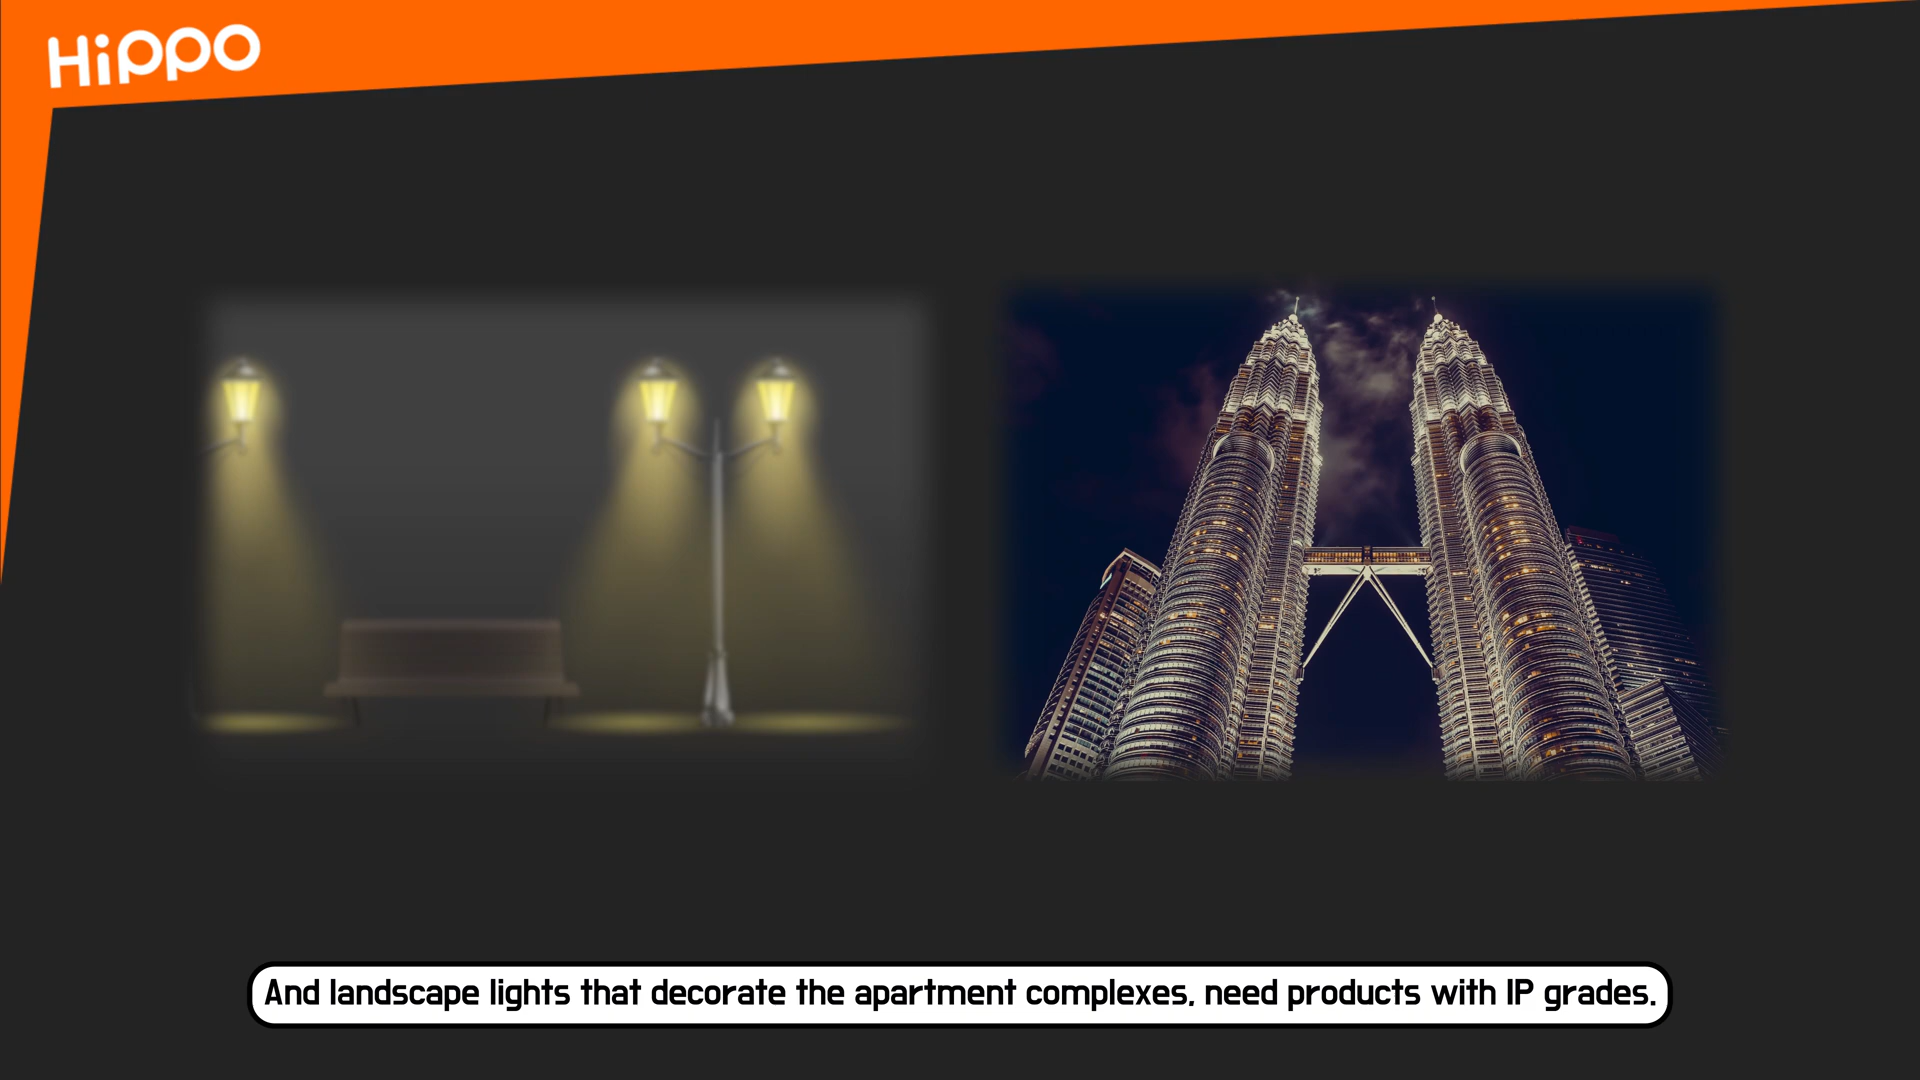 Hippo
And landscape lights that decorate the apartment complexes, need products with IP grades.